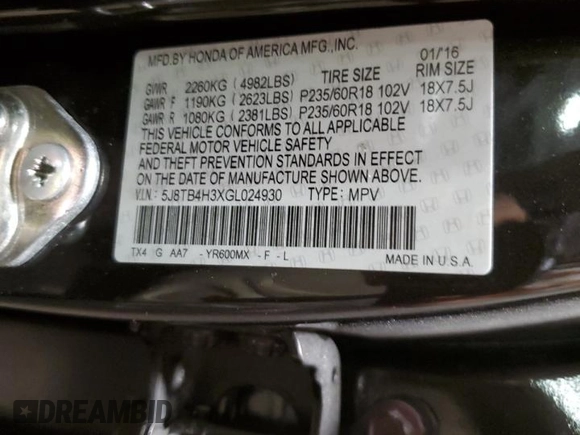 MFD.BY HONDA OF AMERICA MFG.,INC. 01/16
GVWR 2260KG (4982LBS) TIRE SIZE RIM SIZE
GAWR F 1190KG (2623LBS) P235/60R18 102V 18X7.5J
GAWR R 1080KG (2381LBS) P235/60R18 102V 18X7.5J
THIS VEHICLE CONFORMS TO ALL APPLICABLE
FEDERAL MOTOR VEHICLE SAFETY
AND THEFT PREVENTION STANDARDS IN EFFECT
ON THE DATE OF MANUFACTURE SHOWN ABOVE.
V.I.N.: 5J8TB4H3XGL024930 TYPE: MPV
TX4 G AA7 -YR600MX -F -L
MADE IN U.S.A.
DREAMBID